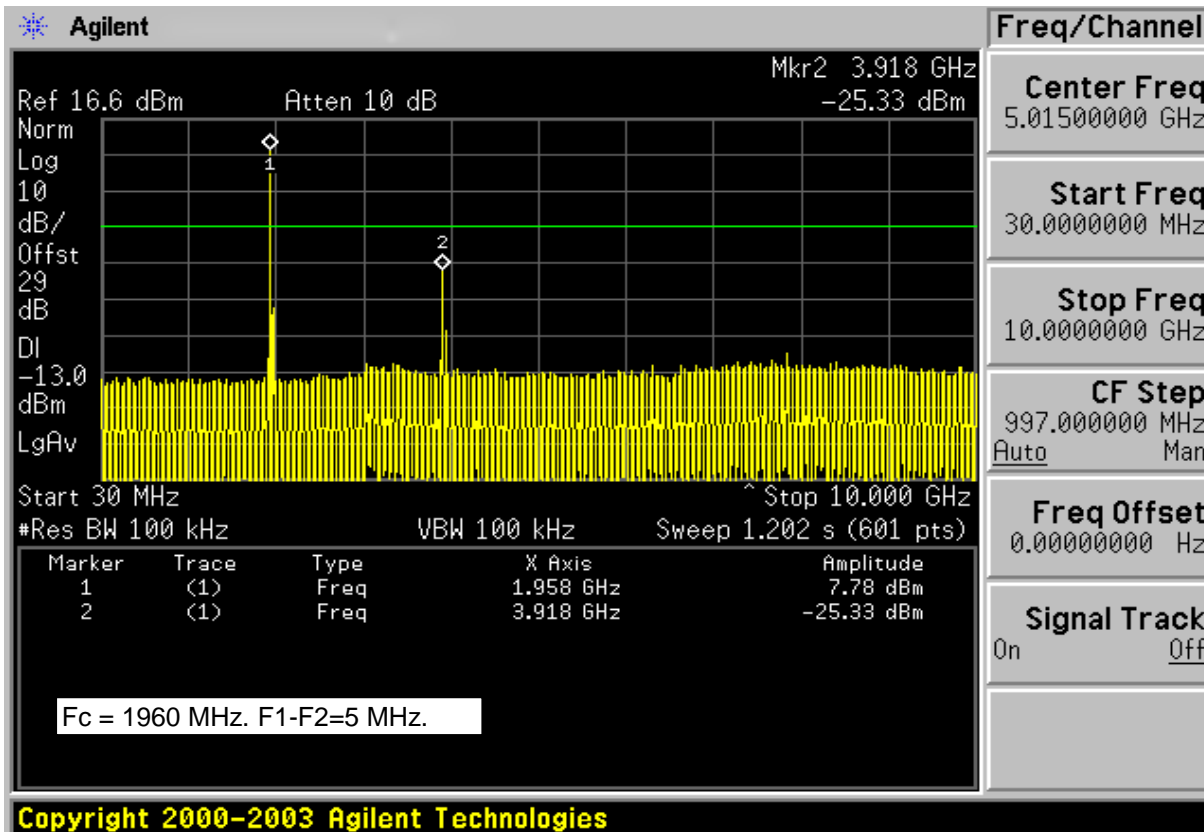 Agilent
Freq/Channel
Mkr2 3.918 GHz
Ref 16.6 dBm Atten 10 dB -25.33 dBm
Norm
Log
10
dB/
Offst
29
dB
DI
-13.0
dBm
LgAv
1
2
Start 30 MHz ^ Stop 10.000 GHz
#Res BW 100 kHz VBW 100 kHz Sweep 1.202 s (601 pts)
Marker Trace Type X Axis Amplitude
1 (1) Freq 1.958 GHz 7.78 dBm
2 (1) Freq 3.918 GHz -25.33 dBm
Fc = 1960 MHz. F1-F2=5 MHz.
Center Freq
5.01500000 GHz
Start Freq
30.0000000 MHz
Stop Freq
10.0000000 GHz
CF Step
997.000000 MHz
Auto Man
Freq Offset
0.00000000 Hz
Signal Track
On Off
Copyright 2000-2003 Agilent Technologies